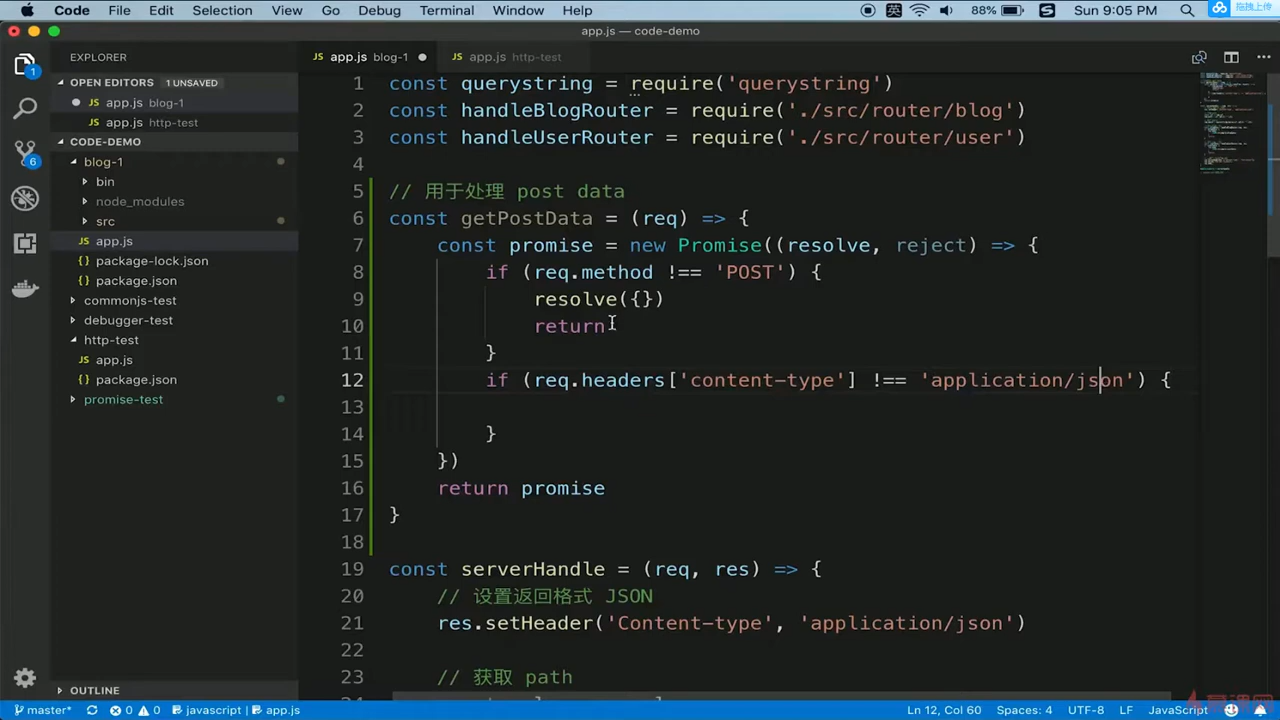 Code File Edit Selection View Go Debug Terminal Window Help 英 88% S Sun 9:05 PM 拖拽上传
app.js — code-demo
EXPLORER
app.js blog-1
app.js http-test
OPEN EDITORS 1 UNSAVED
app.js blog-1
app.js http-test
CODE-DEMO
blog-1
bin
node_modules
src
app.js
package-lock.json
package.json
commonjs-test
debugger-test
http-test
app.js
package.json
promise-test
OUTLINE
1
6
1 const querystring = require('querystring')
2 const handleBlogRouter = require('./src/router/blog')
3 const handleUserRouter = require('./src/router/user')
4
5 // 用于处理 post data
6 const getPostData = (req) => {
7 const promise = new Promise((resolve, reject) => {
8 if (req.method !== 'POST') {
9 resolve({})
10 return
11 }
12 if (req.headers['content-type'] !== 'application/json') {
13
14 }
15 })
16 return promise
17 }
18
19 const serverHandle = (req, res) => {
20 // 设置返回格式 JSON
21 res.setHeader('Content-type', 'application/json')
22
23 // 获取 path
master* 0 0 javascript app.js Ln 12, Col 60 Spaces: 4 UTF-8 LF JavaScript